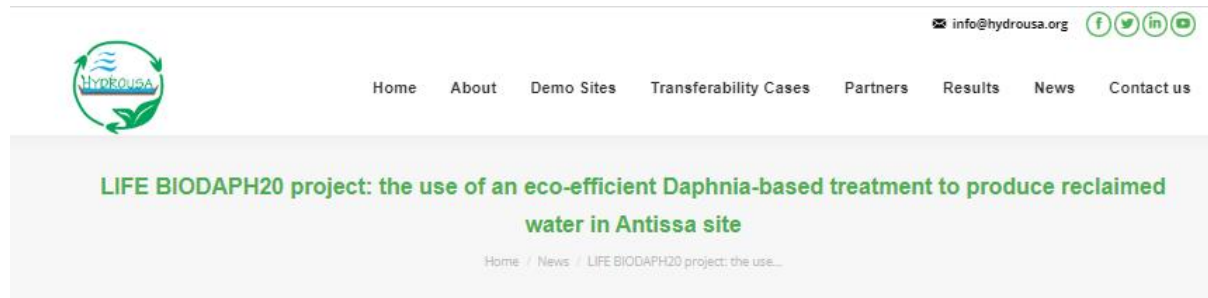 info@hydrousa.org
HYDROUSA
Home About Demo Sites Transferability Cases Partners Results News Contact us
LIFE BIODAPH20 project: the use of an eco-efficient Daphnia-based treatment to produce reclaimed
water in Antissa site
Home / News / LIFE BIODAPH20 project: the use...